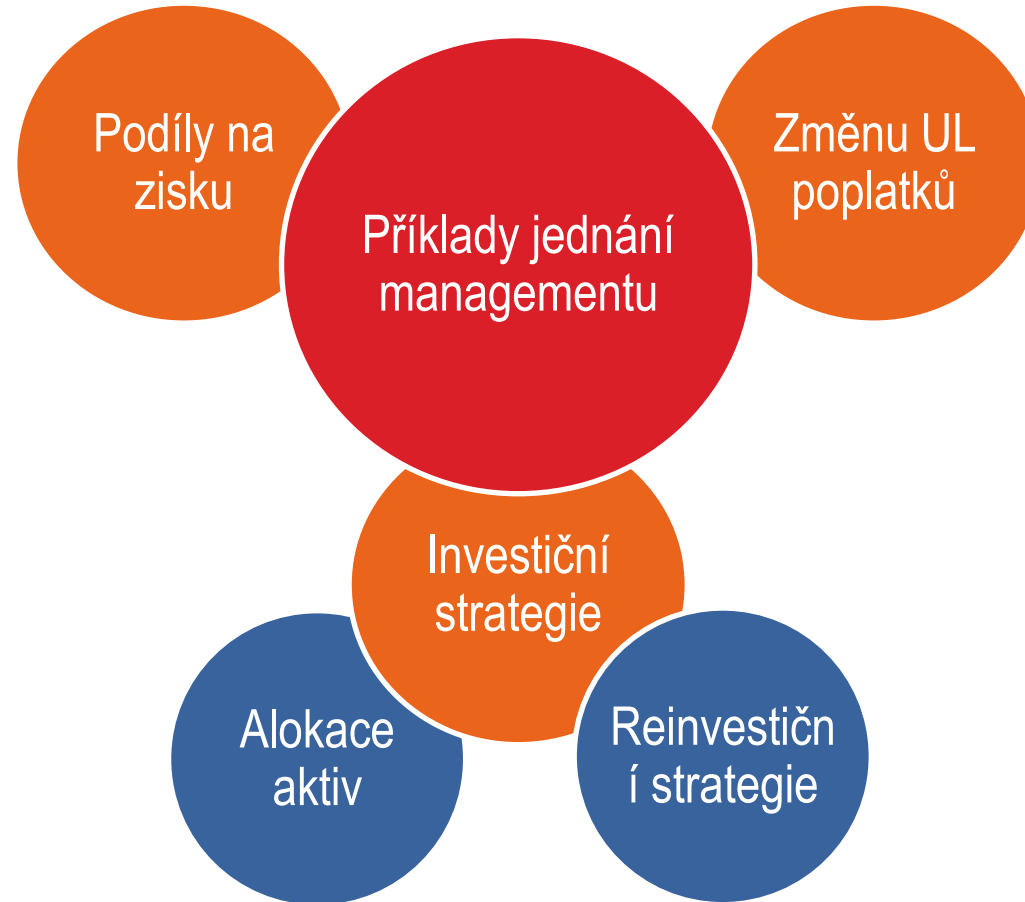 Podíly na
zisku
Příklady jednání
managementu
Změnu UL
poplatků
Investiční
strategie
Alokace
aktiv
Reinvestičn
í strategie